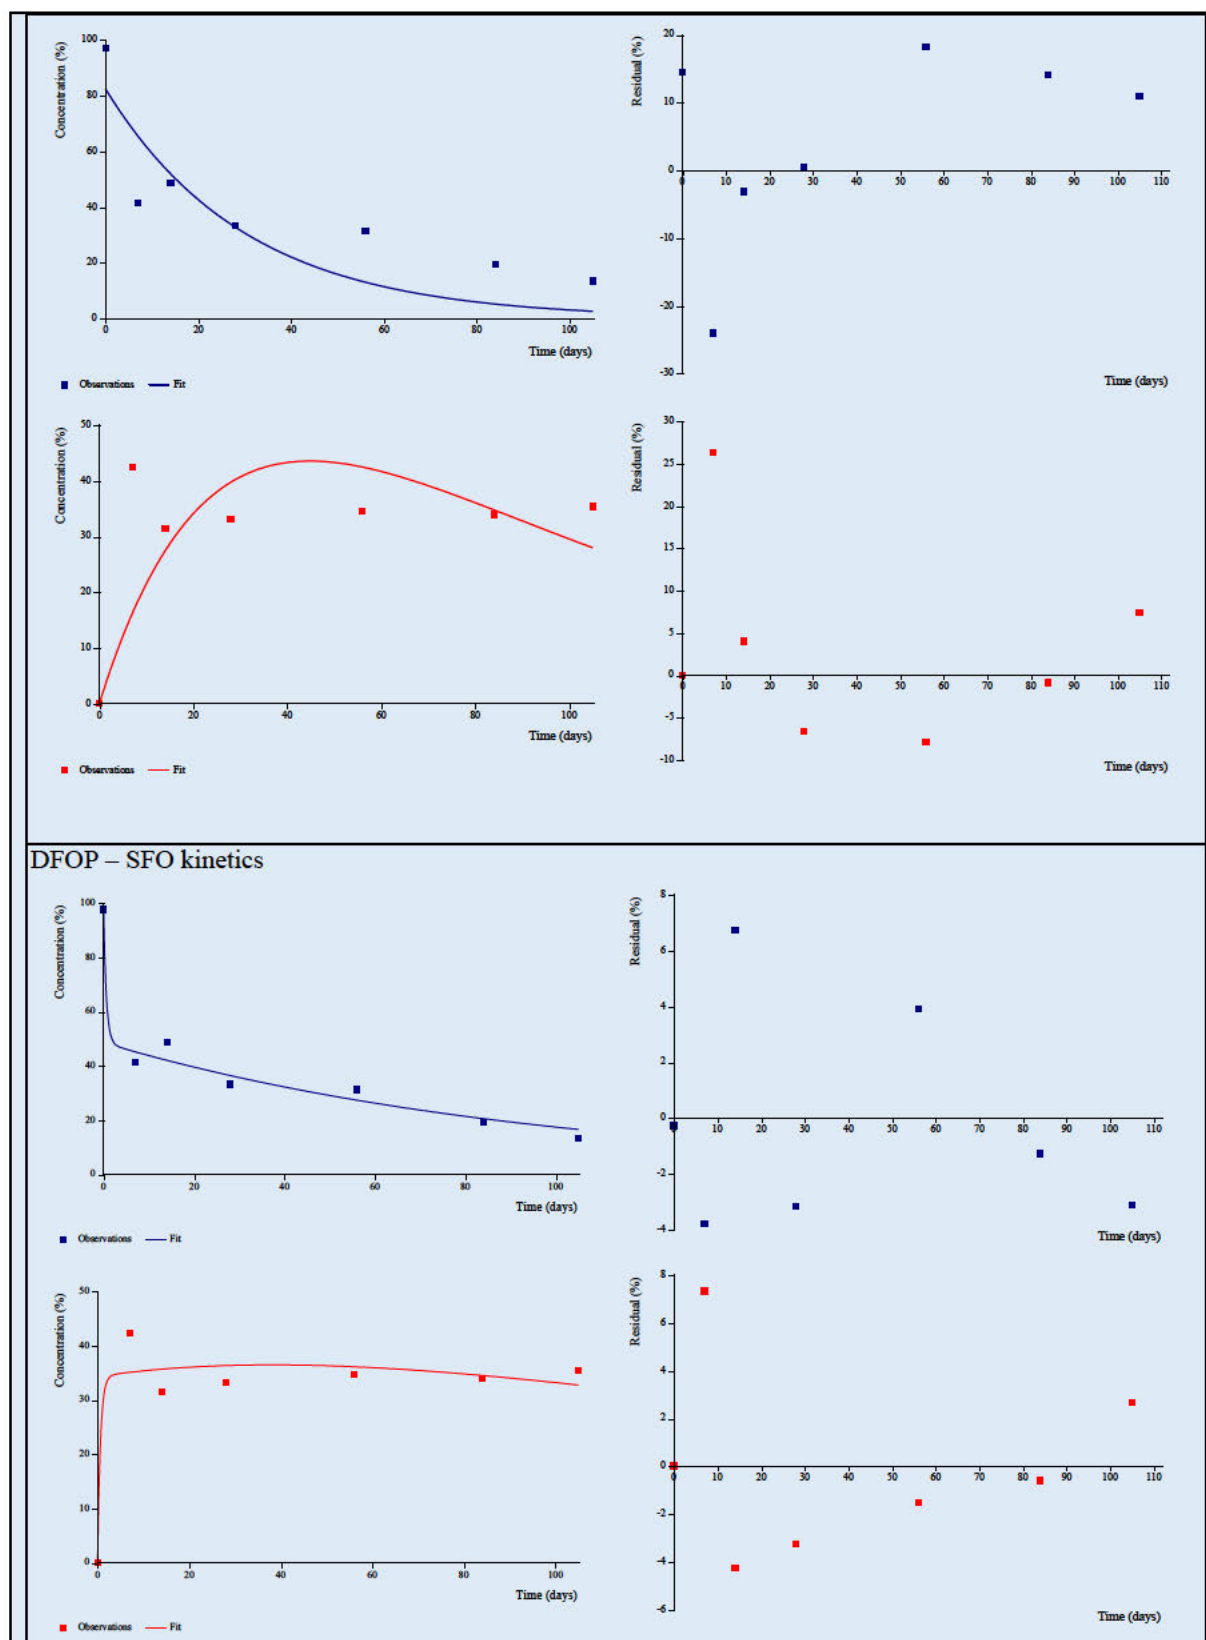 Concentration (%)
100
80
60
40
20
0
0 20 40 60 80 100
Time (days)
Observations Fit
Residual (%)
20
10
0
-10
-20
-30
0 10 20 30 40 50 60 70 80 90 100 110
Time (days)
Concentration (%)
50
40
30
20
10
0
0 20 40 60 80 100
Time (days)
Observations Fit
Residual (%)
30
25
20
15
10
5
0
-5
-10
0 10 20 30 40 50 60 70 80 90 100 110
Time (days)
DFOP – SFO kinetics
Concentration (%)
100
80
60
40
20
0
0 20 40 60 80 100
Time (days)
Observations Fit
Residual (%)
8
6
4
2
0
-2
-4
0 10 20 30 40 50 60 70 80 90 100 110
Time (days)
Concentration (%)
50
40
30
20
10
0
0 20 40 60 80 100
Time (days)
Observations Fit
Residual (%)
8
6
4
2
0
-2
-4
-6
0 10 20 30 40 50 60 70 80 90 100 110
Time (days)